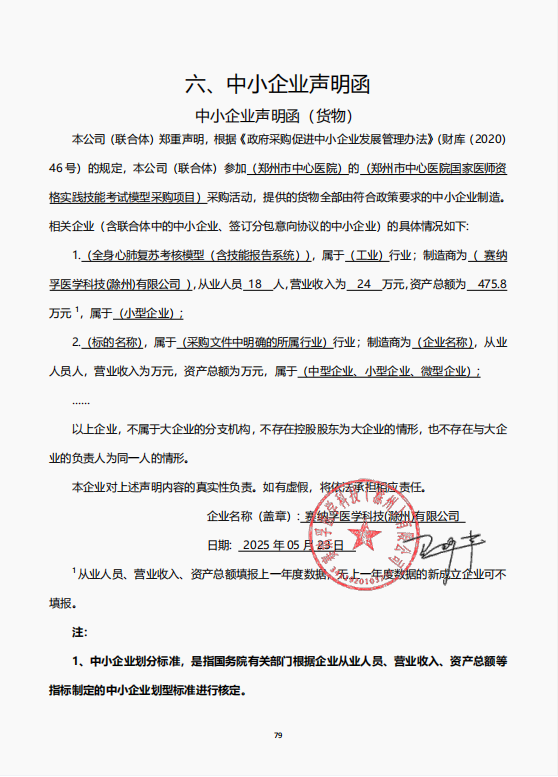 六、中小企业声明函
中小企业声明函（货物）
本公司（联合体）郑重声明，根据《政府采购促进中小企业发展管理办法》(财库（2020）
46 号）的规定，本公司（联合体）参加（郑州市中心医院）的（郑州市中心医院国家医师资
格实践技能考试模型采购项目）采购活动，提供的货物全部由符合政策要求的中小企业制造。
相关企业（含联合体中的中小企业、签订分包意向协议的中小企业）的具体情况如下:
1.（全身心肺复苏考核模型（含技能报告系统）），属于（工业）行业；制造商为（ 赛纳
孚医学科技(滁州)有限公司 ）,从业人员 18 人，营业收入为 24 万元,资产总额为 475.8
万元 ¹，属于（小型企业）;
2.（标的名称），属于（采购文件中明确的所属行业）行业；制造商为（企业名称），从业
人员人，营业收入为万元，资产总额为万元，属于（中型企业、小型企业、微型企业）;
......
以上企业，不属于大企业的分支机构，不存在控股股东为大企业的情形，也不存在与大企
业的负责人为同一人的情形。
本企业对上述声明内容的真实性负责。如有虚假，将依法承担相应责任。
企业名称（盖章）: 赛纳孚医学科技(滁州)有限公司
日期: 2025 年 05 月 23 日
¹ 从业人员、营业收入、资产总额填报上一年度数据，无上一年度数据的新成立企业可不
填报。
注:
1、中小企业划分标准，是指国务院有关部门根据企业从业人员、营业收入、资产总额等
指标制定的中小企业划型标准进行核定。
79